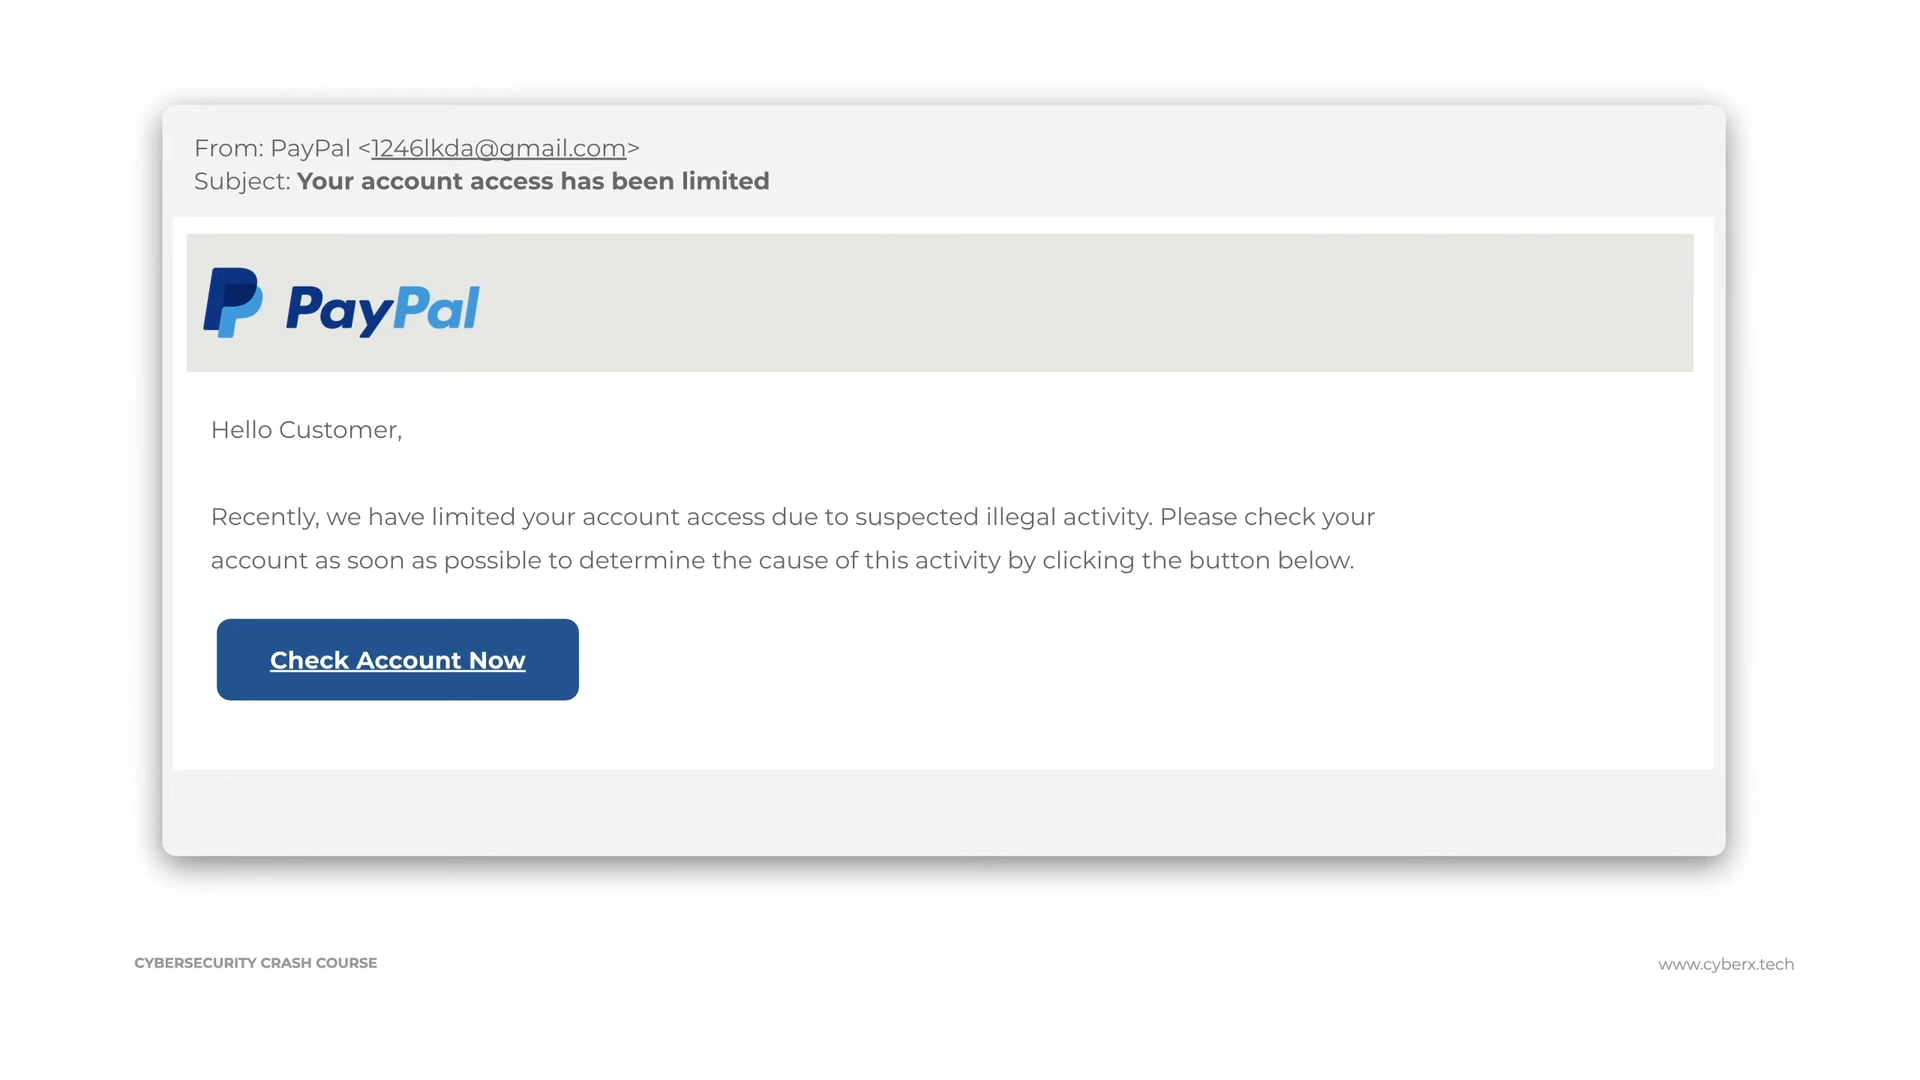 From: PayPal <1246lkda@gmail.com>
Subject: Your account access has been limited
PayPal
Hello Customer,
Recently, we have limited your account access due to suspected illegal activity. Please check your
account as soon as possible to determine the cause of this activity by clicking the button below.
Check Account Now
CYBERSECURITY CRASH COURSE
www.cyberx.tech